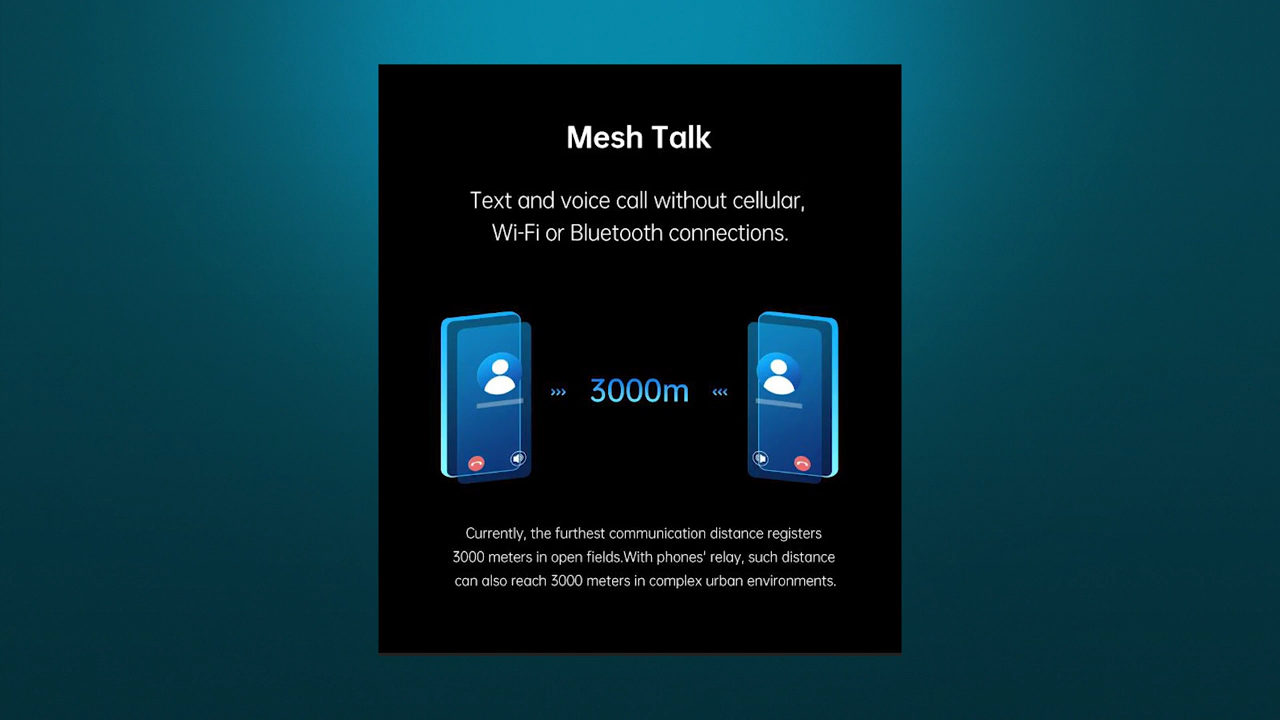 Mesh Talk
Text and voice call without cellular,
Wi-Fi or Bluetooth connections.
››› 3000m ‹‹‹
Currently, the furthest communication distance registers
3000 meters in open fields.With phones' relay, such distance
can also reach 3000 meters in complex urban environments.